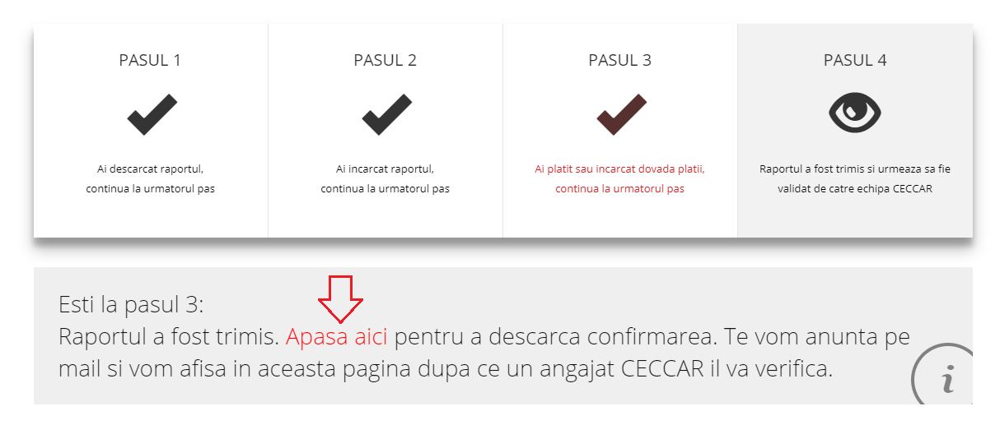 PASUL 1
Ai descarcat raportul,
continua la urmatorul pas
PASUL 2
Ai incarcat raportul,
continua la urmatorul pas
PASUL 3
Ai platit sau incarcat dovada platii,
continua la urmatorul pas
PASUL 4
Raportul a fost trimis si urmeaza sa fie
validat de catre echipa CECCAR
Esti la pasul 3:
Raportul a fost trimis. Apasa aici pentru a descarca confirmarea. Te vom anunta pe
mail si vom afisa in aceasta pagina dupa ce un angajat CECCAR il va verifica.
i